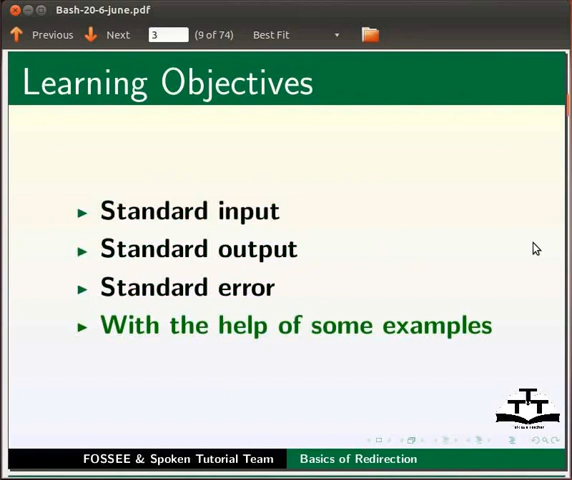 Bash-20-6-june.pdf
Previous Next 3 (9 of 74) Best Fit
Learning Objectives
Standard input
Standard output
Standard error
With the help of some examples
FOSSEE & Spoken Tutorial Team Basics of Redirection